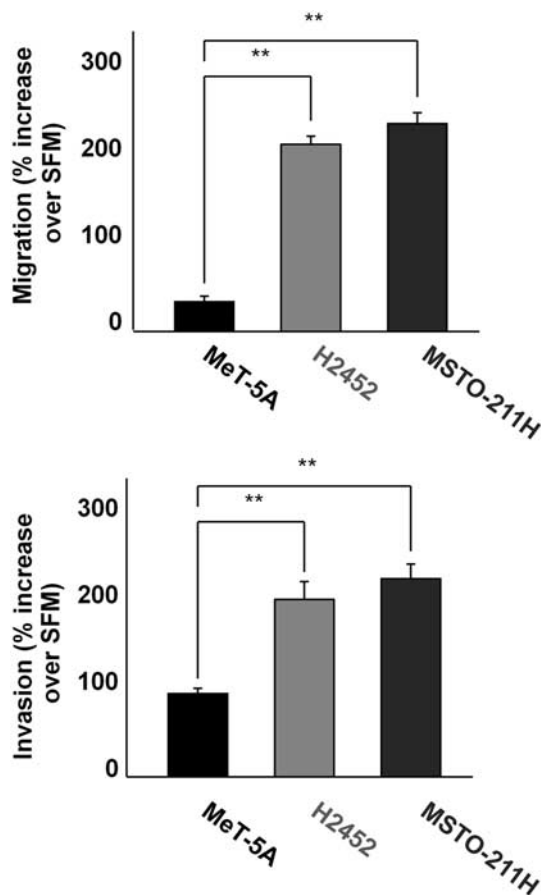 **
**
300
200
100
0
Migration (% increase
over SFM)
MeT-5A
H2452
MSTO-211H
**
**
300
200
100
0
Invasion (% increase
over SFM)
MeT-5A
H2452
MSTO-211H